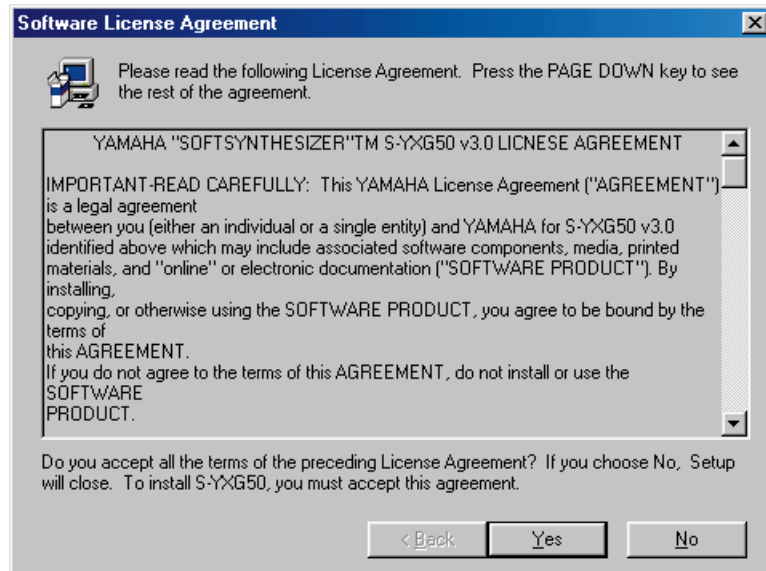 Software License Agreement
Please read the following License Agreement. Press the PAGE DOWN key to see
the rest of the agreement.
YAMAHA "SOFTSYNTHESIZER"TM S-YXG50 v3.0 LICNESE AGREEMENT
IMPORTANT-READ CAREFULLY: This YAMAHA License Agreement ("AGREEMENT")
is a legal agreement
between you (either an individual or a single entity) and YAMAHA for S-YXG50 v3.0
identified above which may include associated software components, media, printed
materials, and "online" or electronic documentation ("SOFTWARE PRODUCT"). By
installing,
copying, or otherwise using the SOFTWARE PRODUCT, you agree to be bound by the
terms of
this AGREEMENT.
If you do not agree to the terms of this AGREEMENT, do not install or use the
SOFTWARE
PRODUCT.
Do you accept all the terms of the preceding License Agreement? If you choose No, Setup
will close. To install S-YXG50, you must accept this agreement.
< Back Yes No